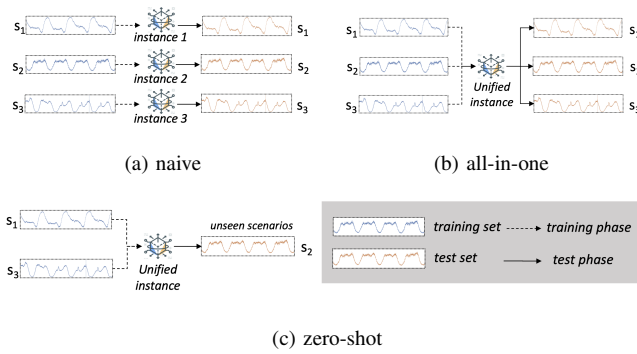 S1 instance 1 S1
S2 instance 2 S2
S3 instance 3 S3
(a) naive
S1
S2
S3
Unified
instance
(b) all-in-one
S1
S3
Unified
instance
unseen scenarios
S2
training set training phase
test set test phase
(c) zero-shot